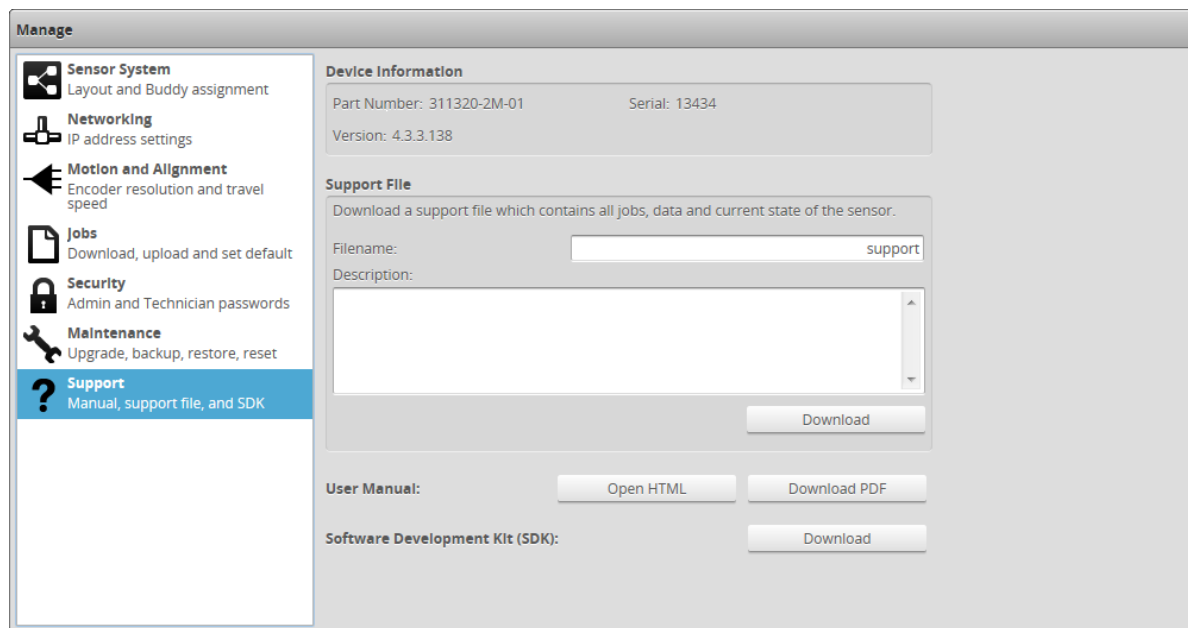 Manage
Sensor System
Layout and Buddy assignment
Networking
IP address settings
Motion and Alignment
Encoder resolution and travel
speed
Jobs
Download, upload and set default
Security
Admin and Technician passwords
Maintenance
Upgrade, backup, restore, reset
Support
Manual, support file, and SDK
Device Information
Part Number: 311320-2M-01 Serial: 13434
Version: 4.3.3.138
Support File
Download a support file which contains all jobs, data and current state of the sensor.
Filename: support
Description:
Download
User Manual: Open HTML Download PDF
Software Development Kit (SDK): Download